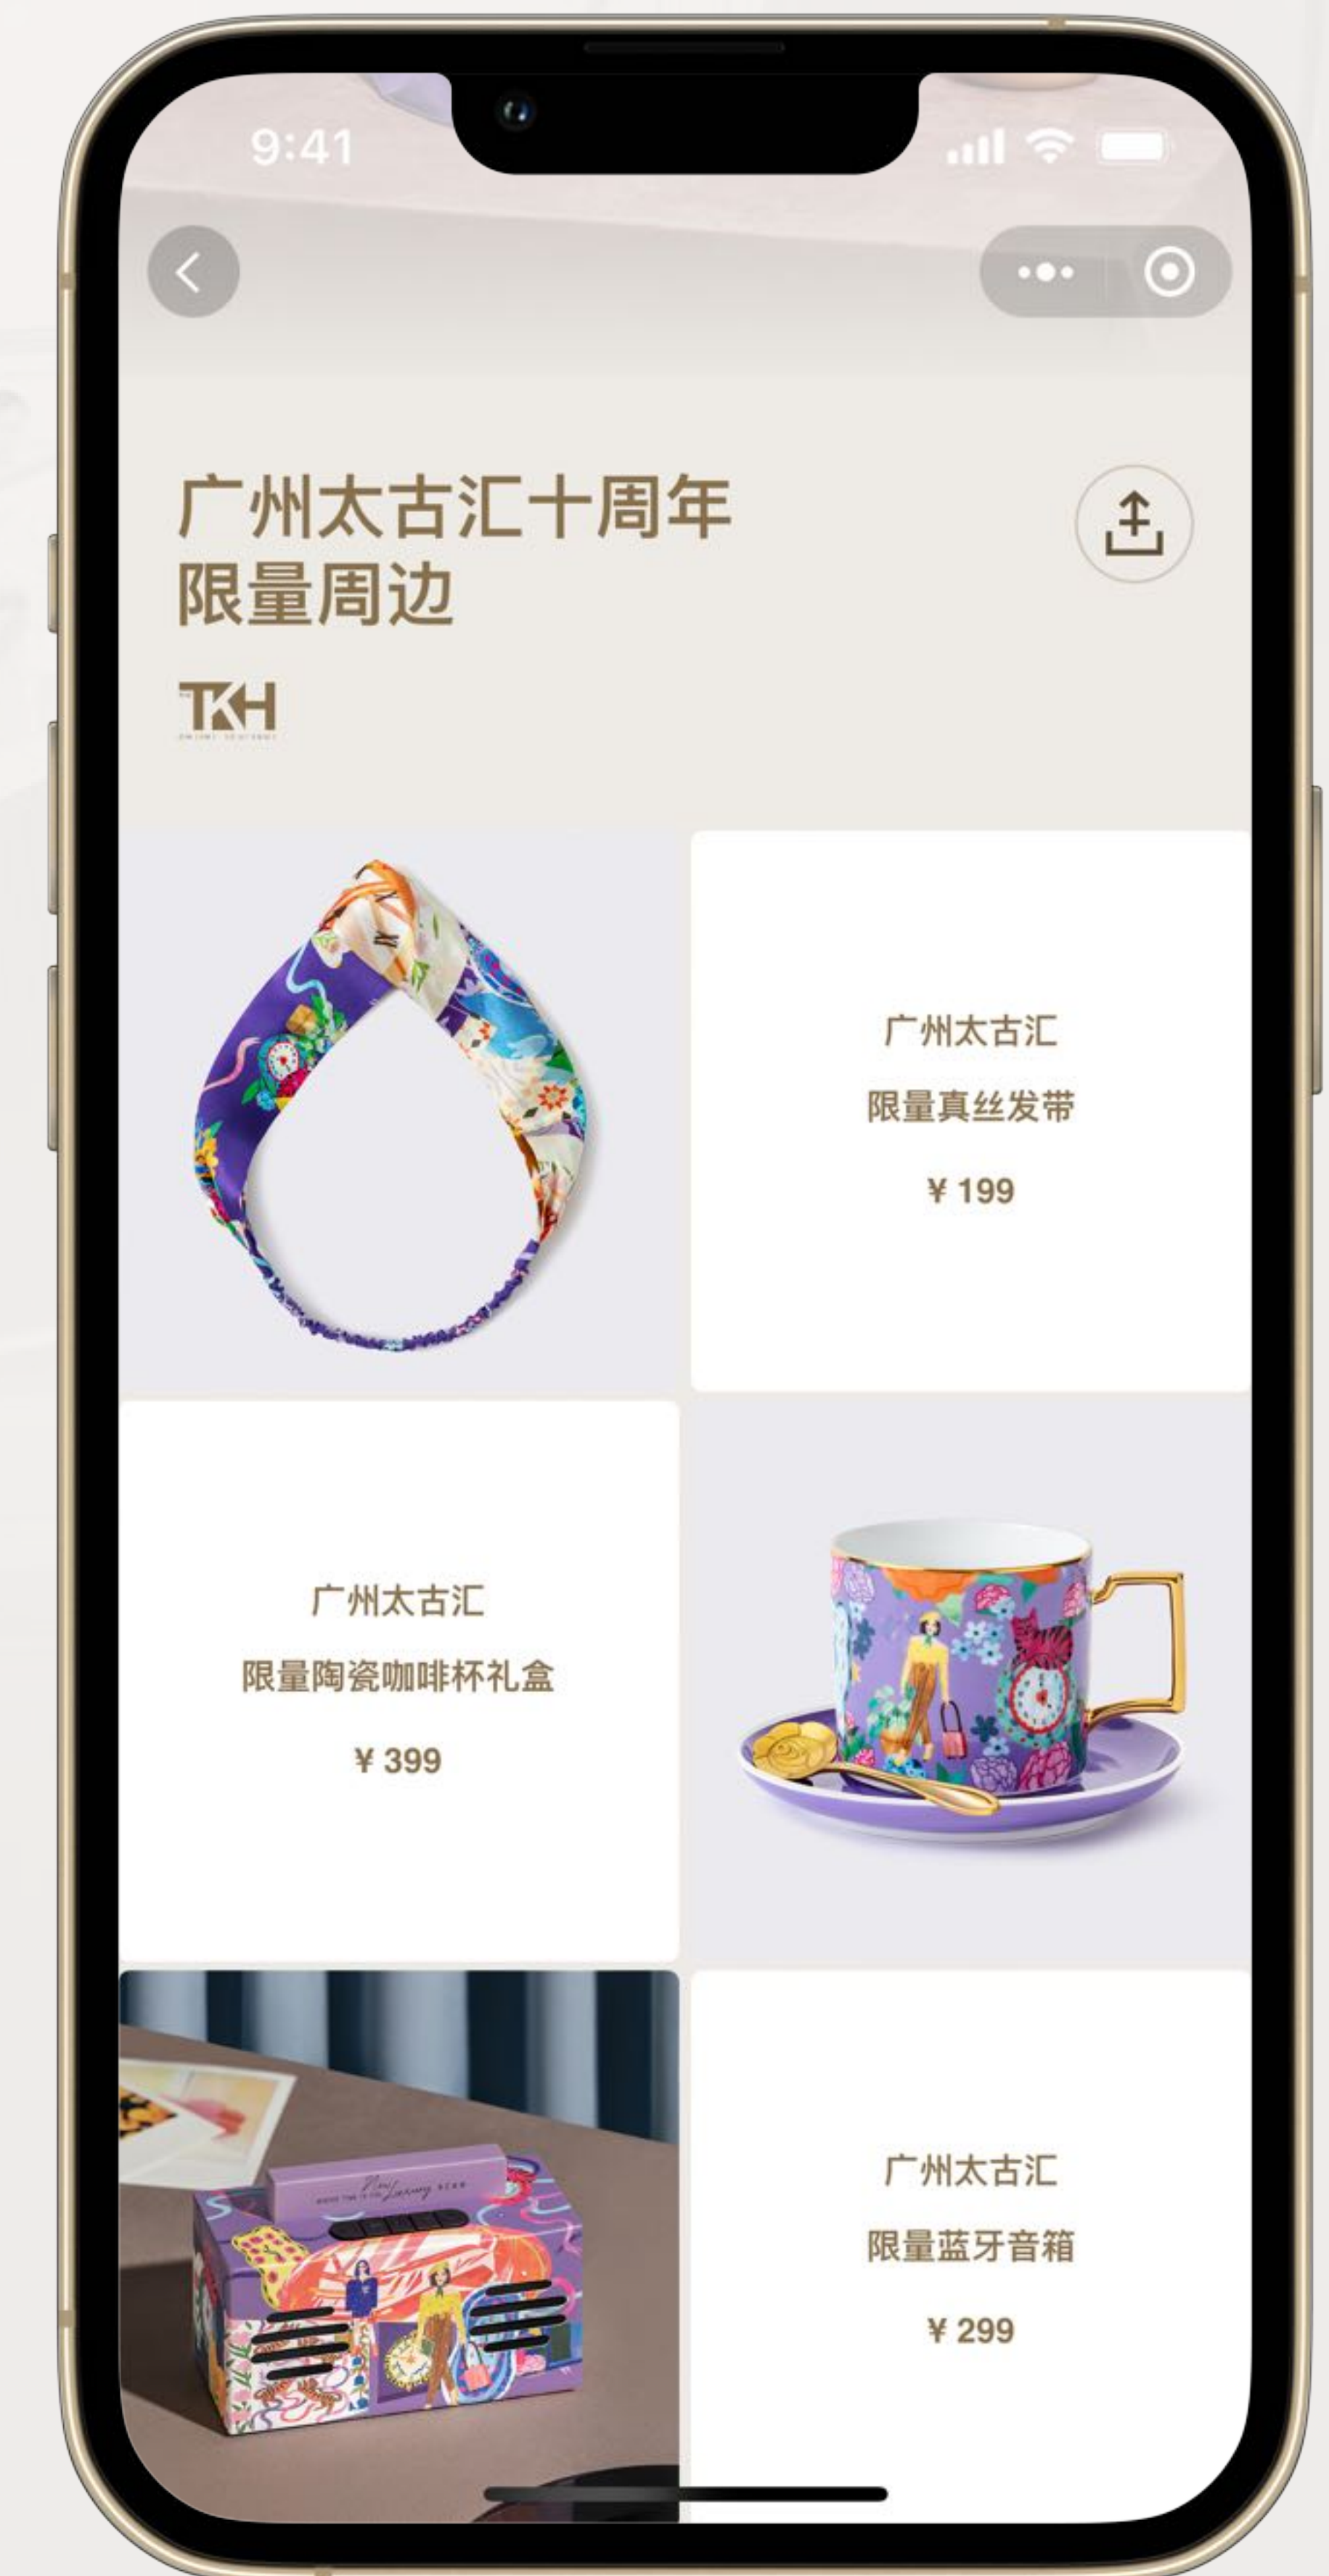 9:41
广州太古汇十周年
限量周边
TKH
广州太古汇
限量真丝发带
¥ 199
广州太古汇
限量陶瓷咖啡杯礼盒
¥ 399
New
Luxury
广州太古汇
限量蓝牙音箱
¥ 299